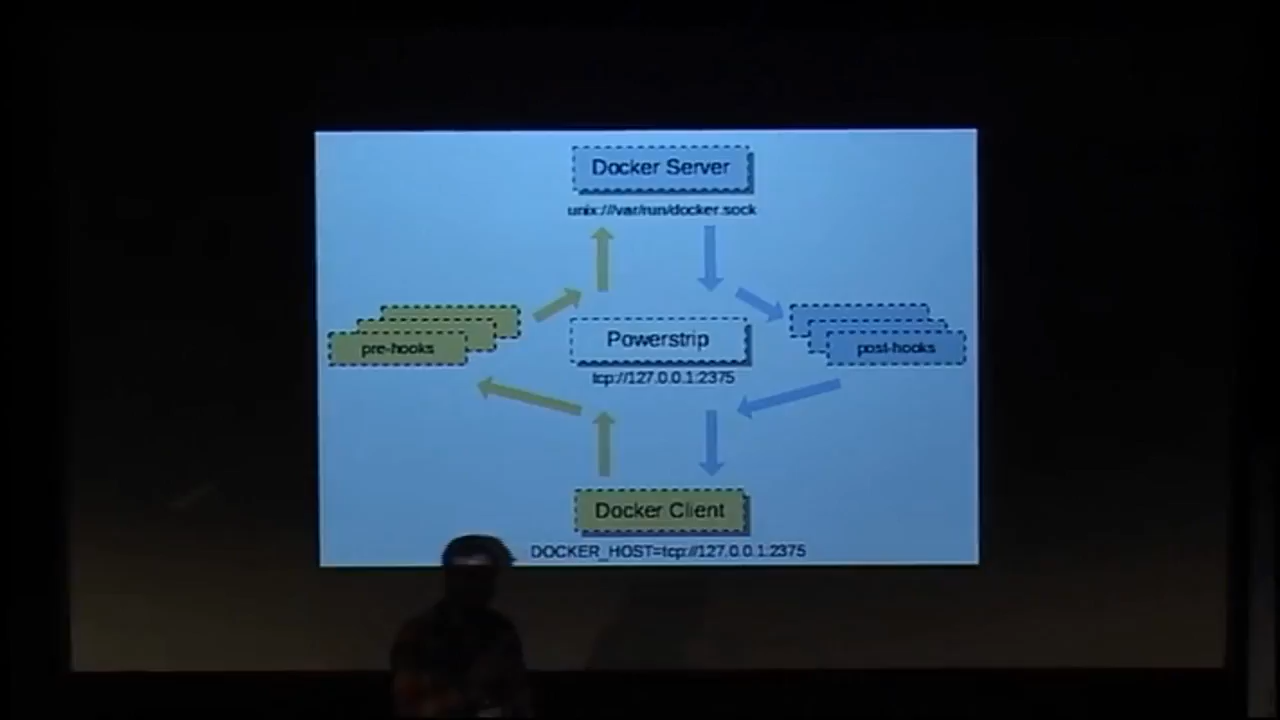 Docker Server
unix:///var/run/docker.sock
pre-hooks
Powerstrip
post-hooks
tcp://127.0.0.1:2375
Docker Client
DOCKER_HOST=tcp://127.0.0.1:2375